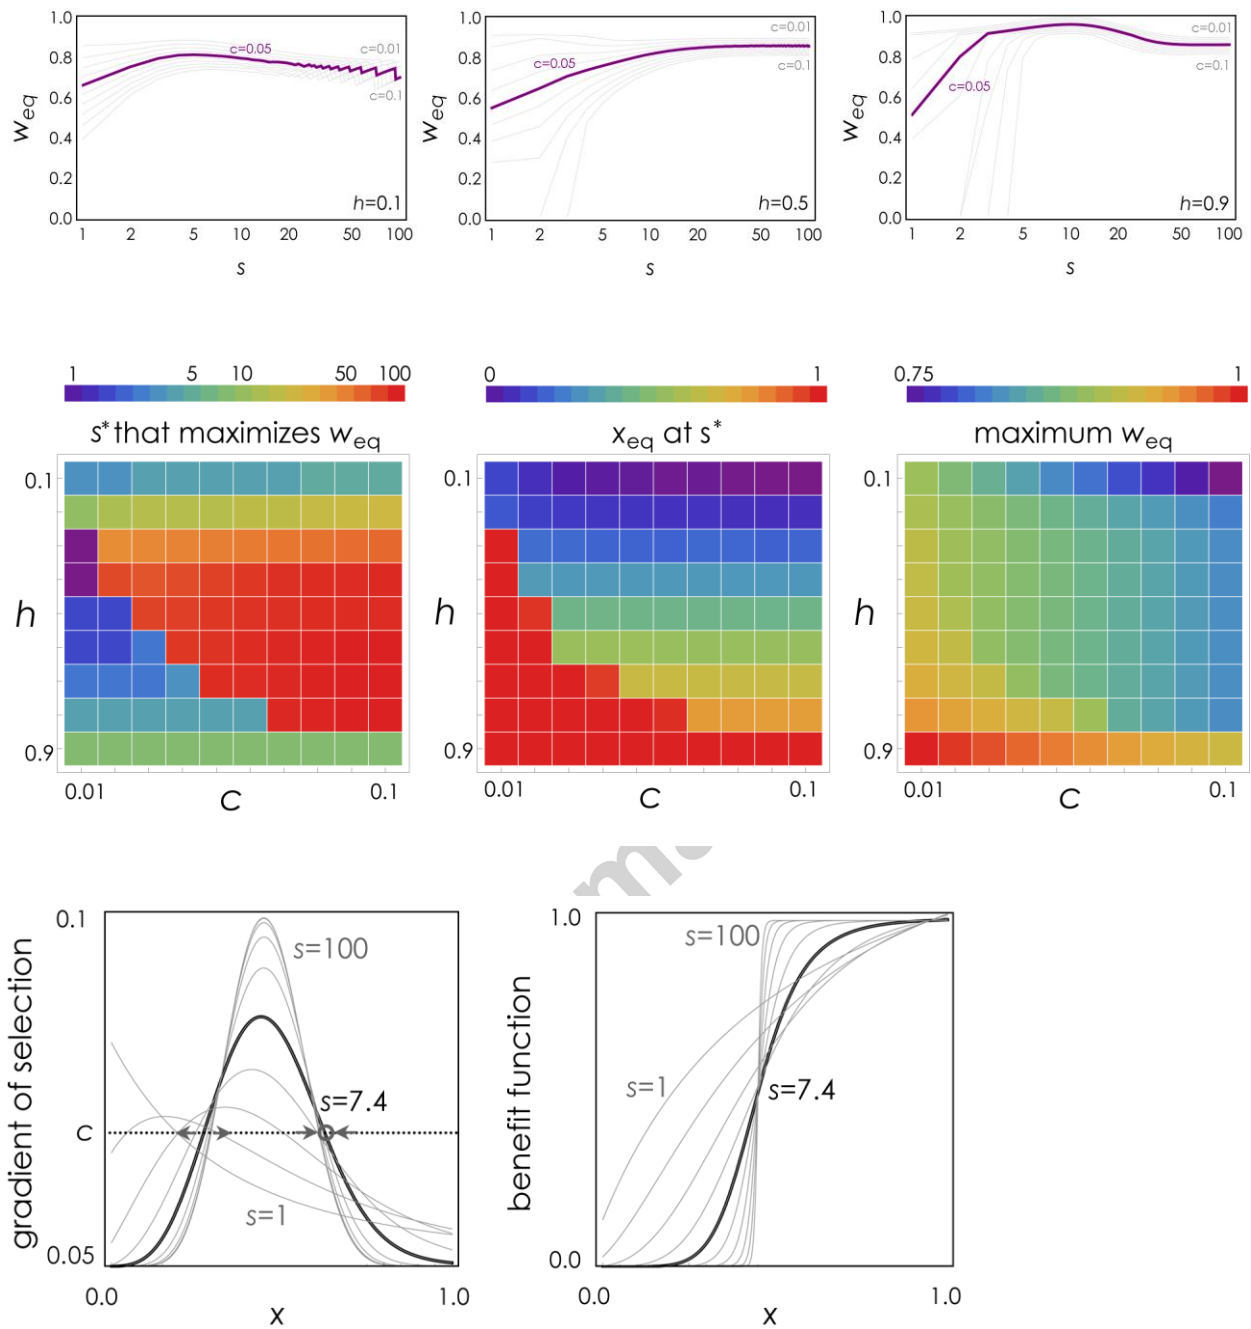 1.0
0.8
0.6
0.4
0.2
0.0
weq
c=0.05
c=0.01
c=0.1
h=0.1
1 2 5 10 20 50 100
s
1.0
0.8
0.6
0.4
0.2
0.0
weq
c=0.05
c=0.01
c=0.1
h=0.5
1 2 5 10 20 50 100
s
1.0
0.8
0.6
0.4
0.2
0.0
weq
c=0.05
c=0.01
c=0.1
h=0.9
1 2 5 10 20 50 100
s
1 5 10 50 100
s* that maximizes weq
0.1
h
0.9
0.01 C 0.1
0 1
xeq at s*
0.75 1
maximum weq
0.1
h
0.9
0.01 C 0.1
0.1
h
0.9
0.01 C 0.1
0.1
gradient of selection
s=100
s=7.4
C
s=1
0.05
0.0 x 1.0
1.0
benefit function
s=100
s=1
s=7.4
0.0
0.0 x 1.0